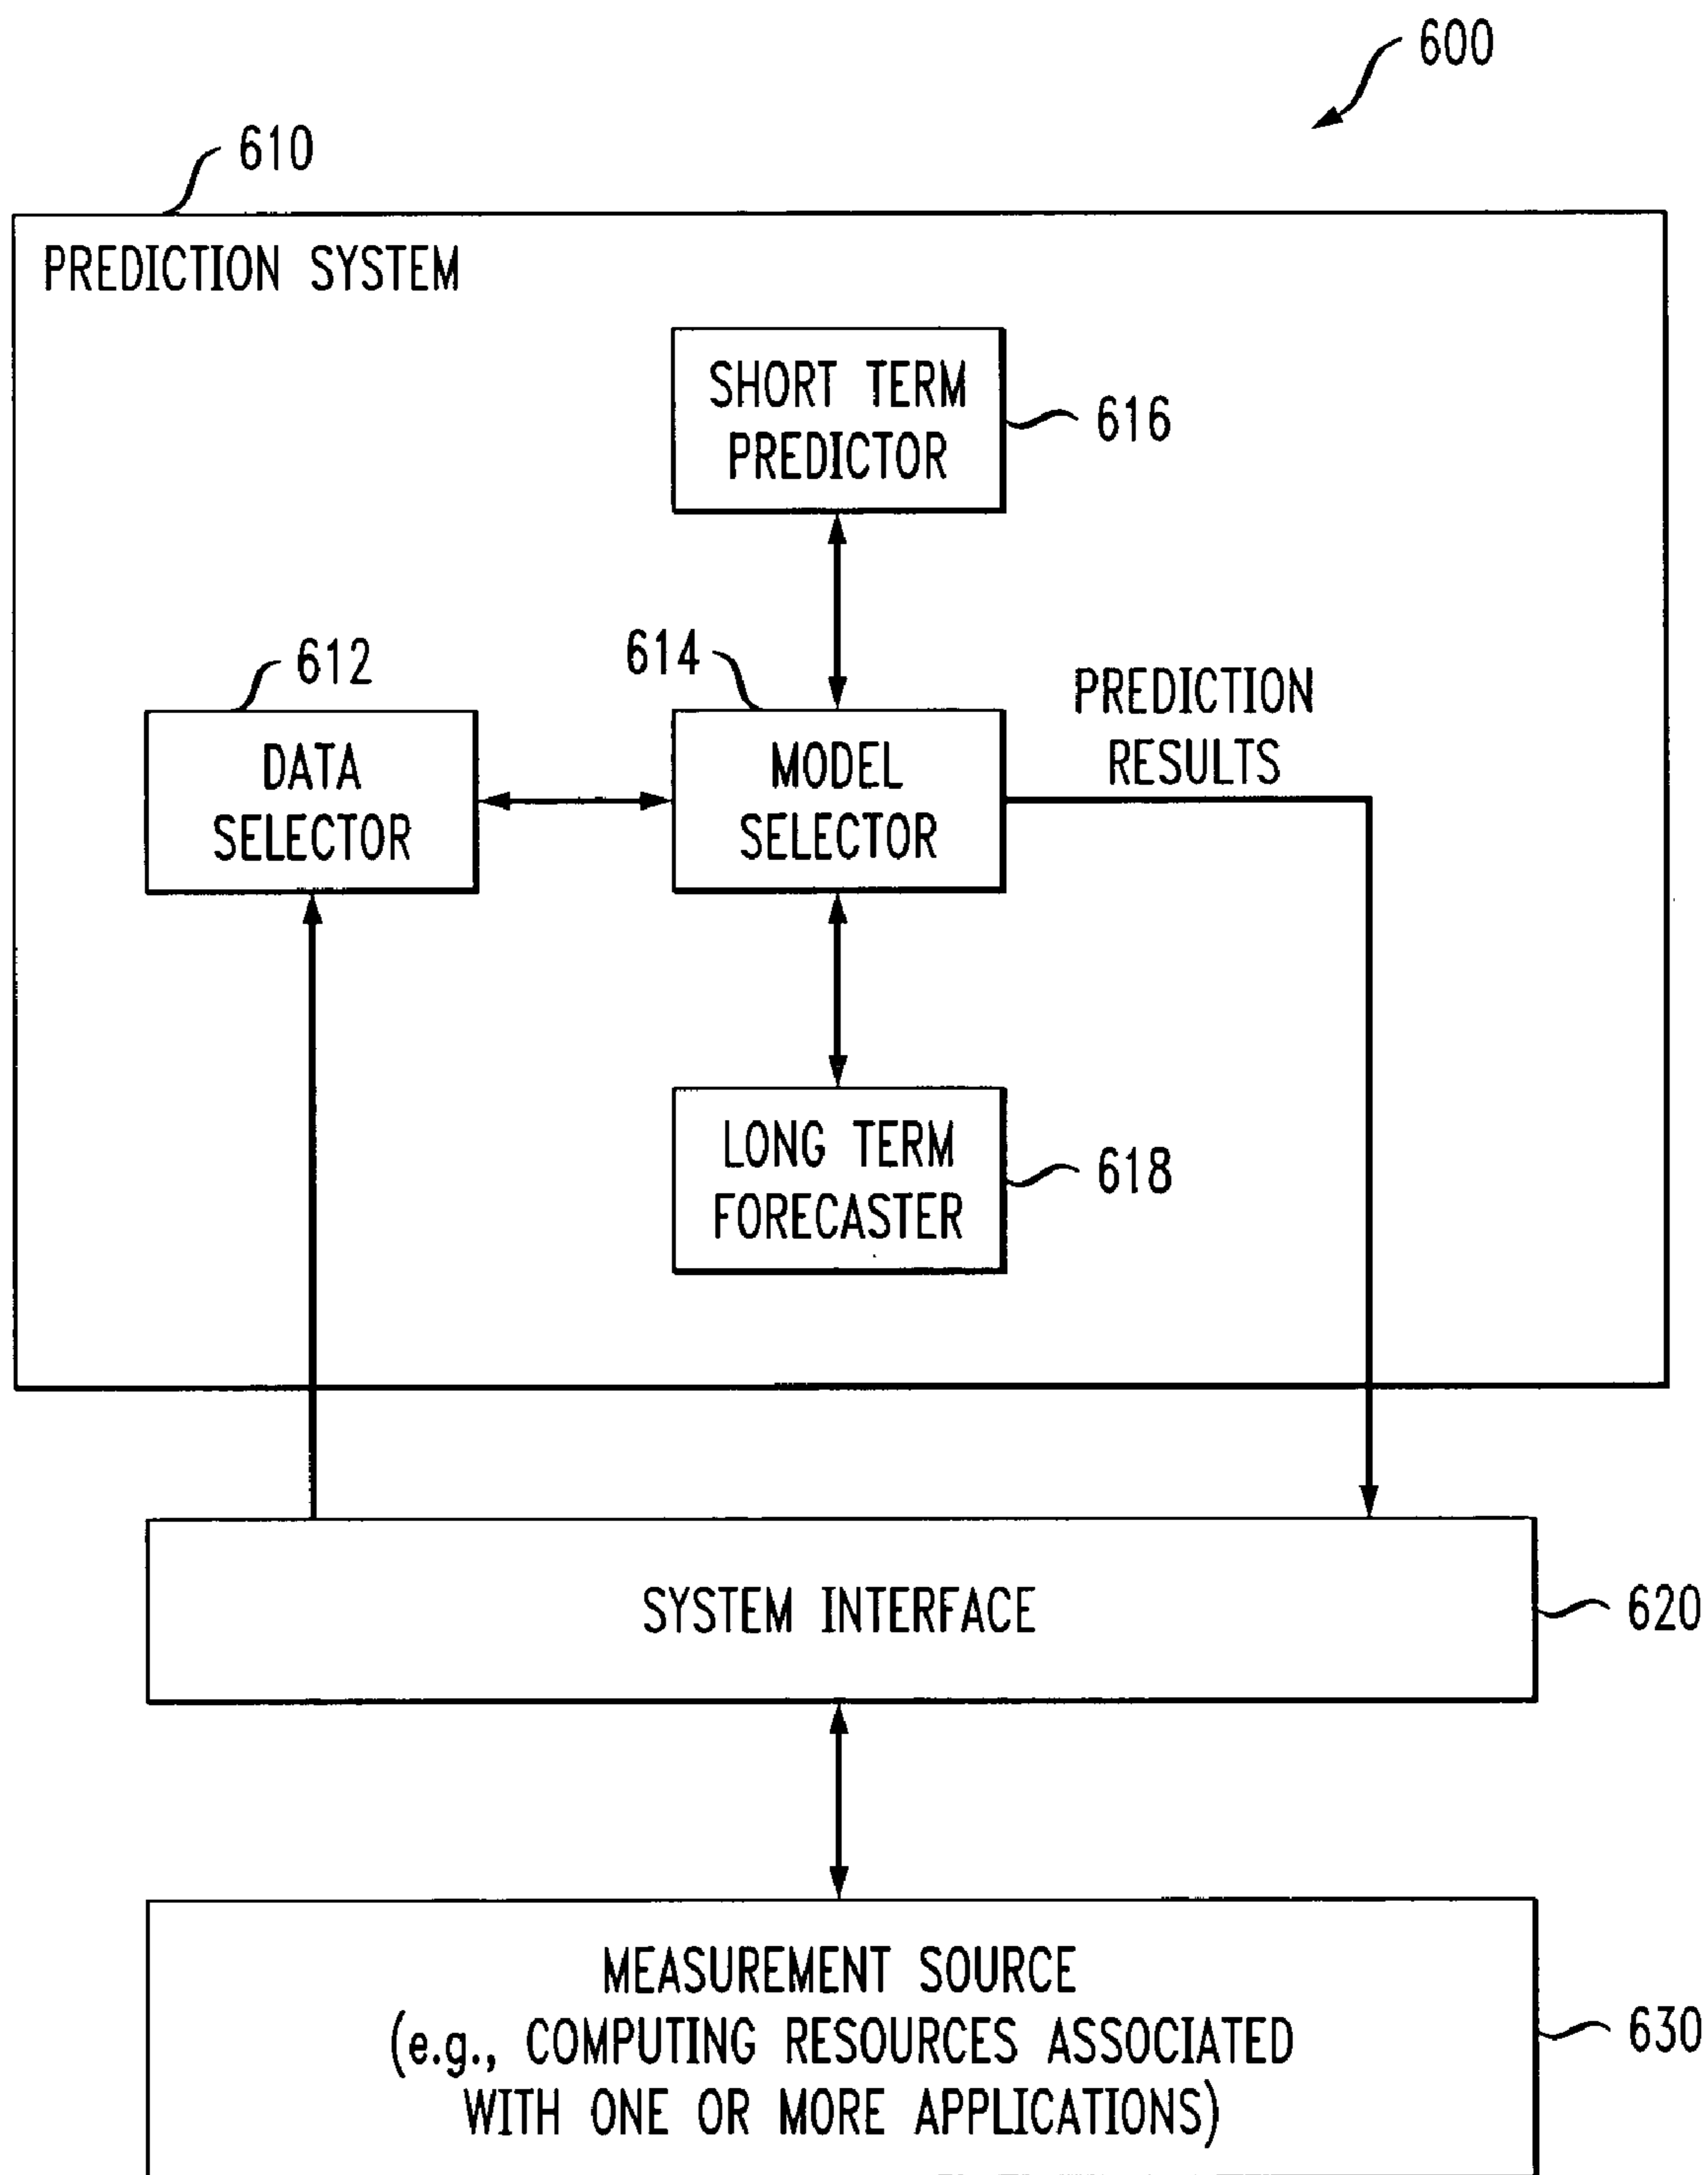 600
610
PREDICTION SYSTEM
SHORT TERM
PREDICTOR
616
612
614
PREDICTION
RESULTS
DATA
SELECTOR
MODEL
SELECTOR
LONG TERM
FORECASTER
618
SYSTEM INTERFACE
620
MEASUREMENT SOURCE
(e.g., COMPUTING RESOURCES ASSOCIATED
WITH ONE OR MORE APPLICATIONS)
630